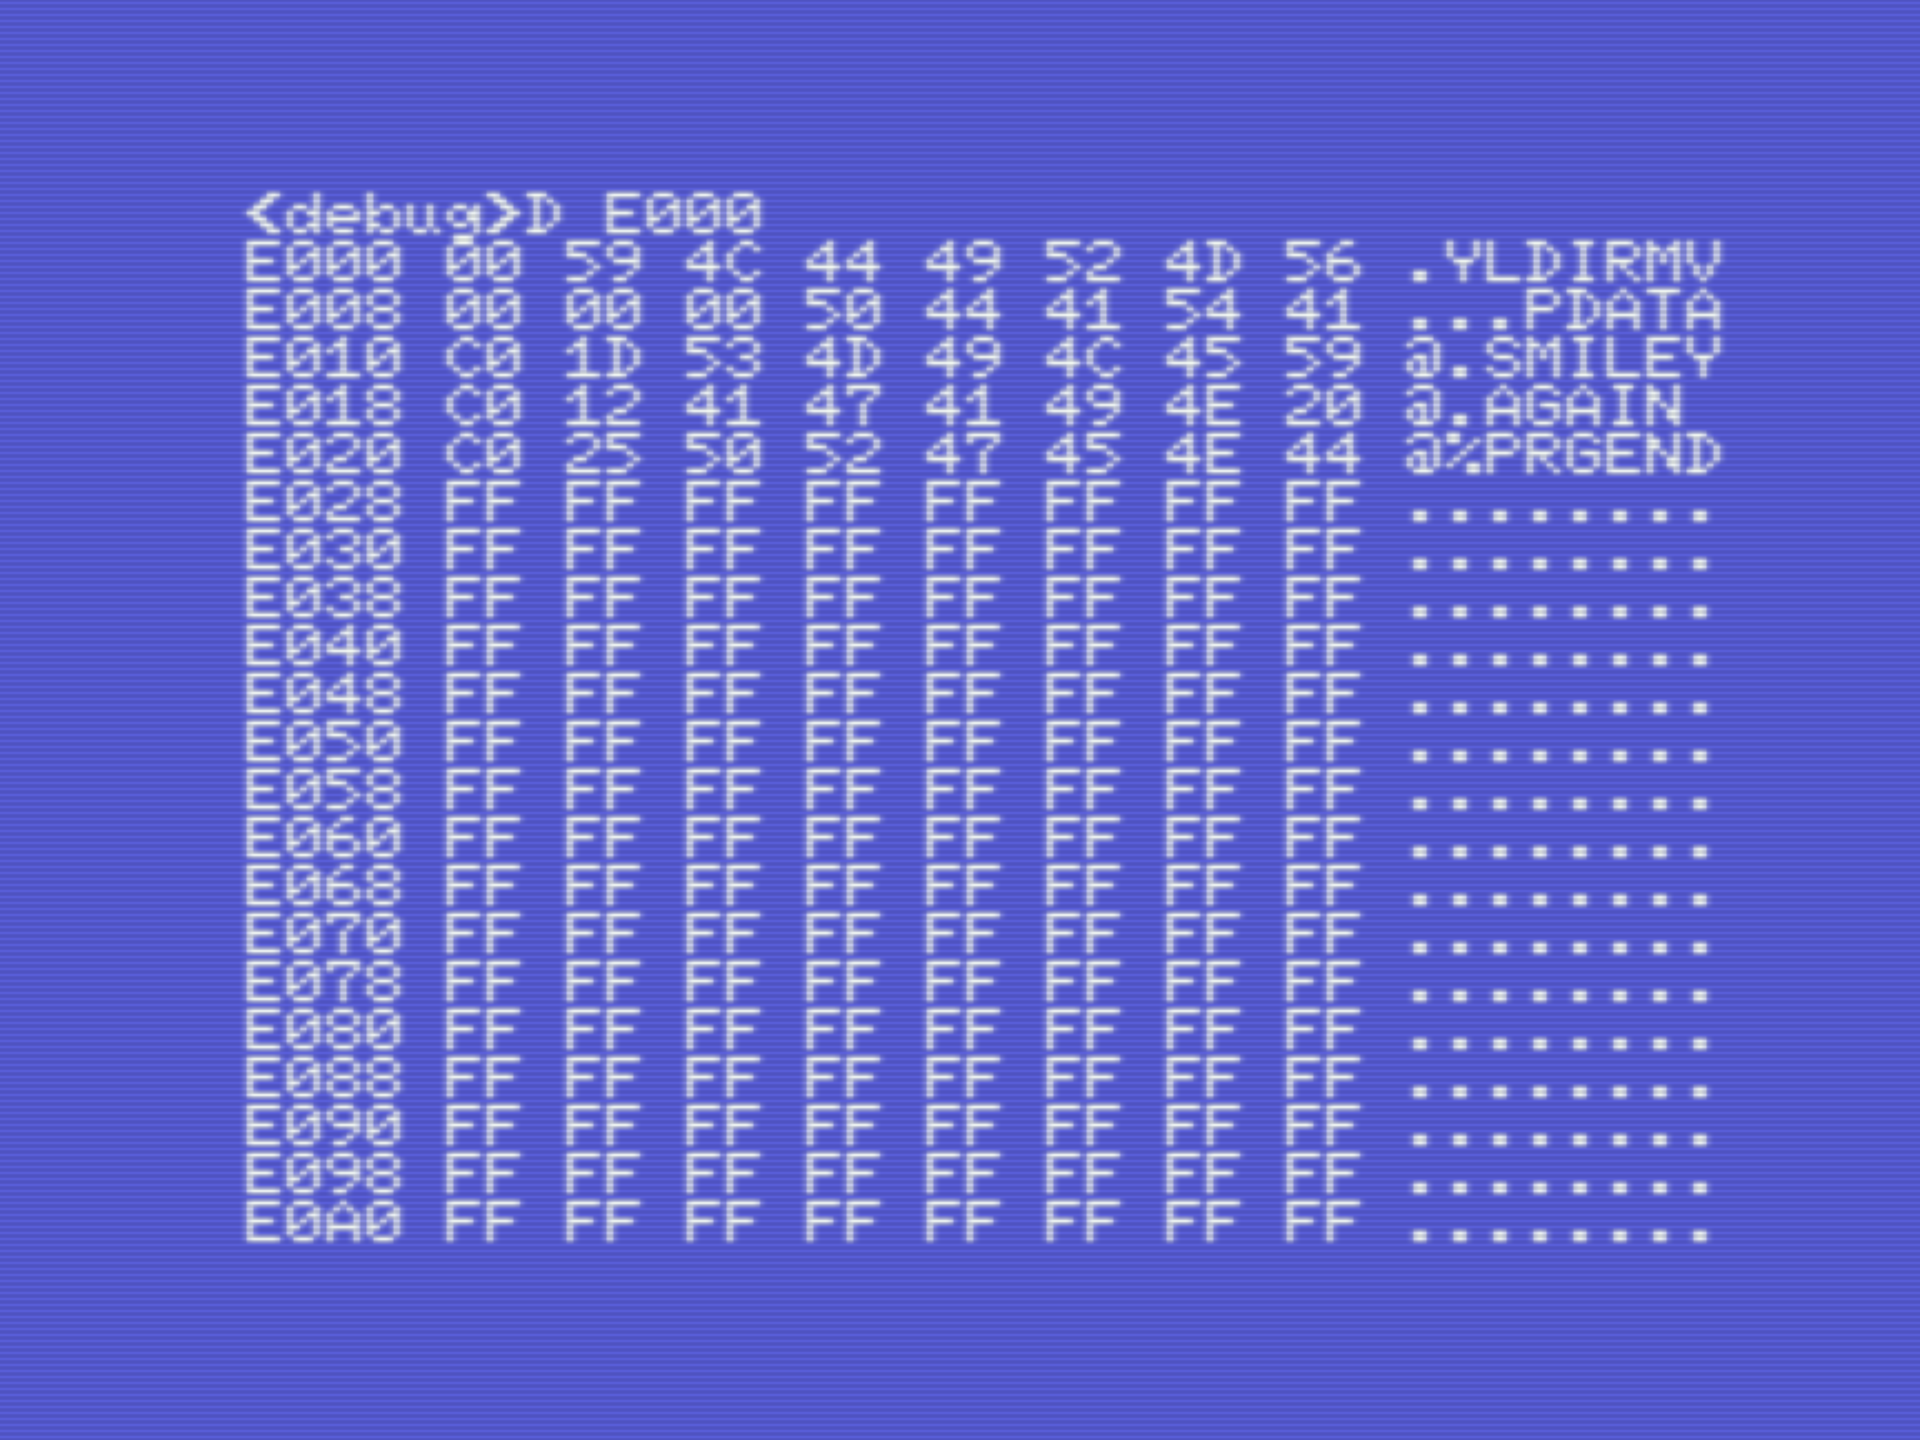 <debug>D E000
E000 00 59 4C 44 49 52 4D 56 .YLDIRMV
E008 00 00 00 50 44 41 54 41 ...PDATA
E010 C0 1D 53 4D 49 4C 45 59 @.SMILEY
E018 C0 12 41 47 41 49 4E 20 @.AGAIN
E020 C0 25 50 52 47 45 4E 44 @%PRGEND
E028 FF FF FF FF FF FF FF FF ........
E030 FF FF FF FF FF FF FF FF ........
E038 FF FF FF FF FF FF FF FF ........
E040 FF FF FF FF FF FF FF FF ........
E048 FF FF FF FF FF FF FF FF ........
E050 FF FF FF FF FF FF FF FF ........
E058 FF FF FF FF FF FF FF FF ........
E060 FF FF FF FF FF FF FF FF ........
E068 FF FF FF FF FF FF FF FF ........
E070 FF FF FF FF FF FF FF FF ........
E078 FF FF FF FF FF FF FF FF ........
E080 FF FF FF FF FF FF FF FF ........
E088 FF FF FF FF FF FF FF FF ........
E090 FF FF FF FF FF FF FF FF ........
E098 FF FF FF FF FF FF FF FF ........
E0A0 FF FF FF FF FF FF FF FF ........